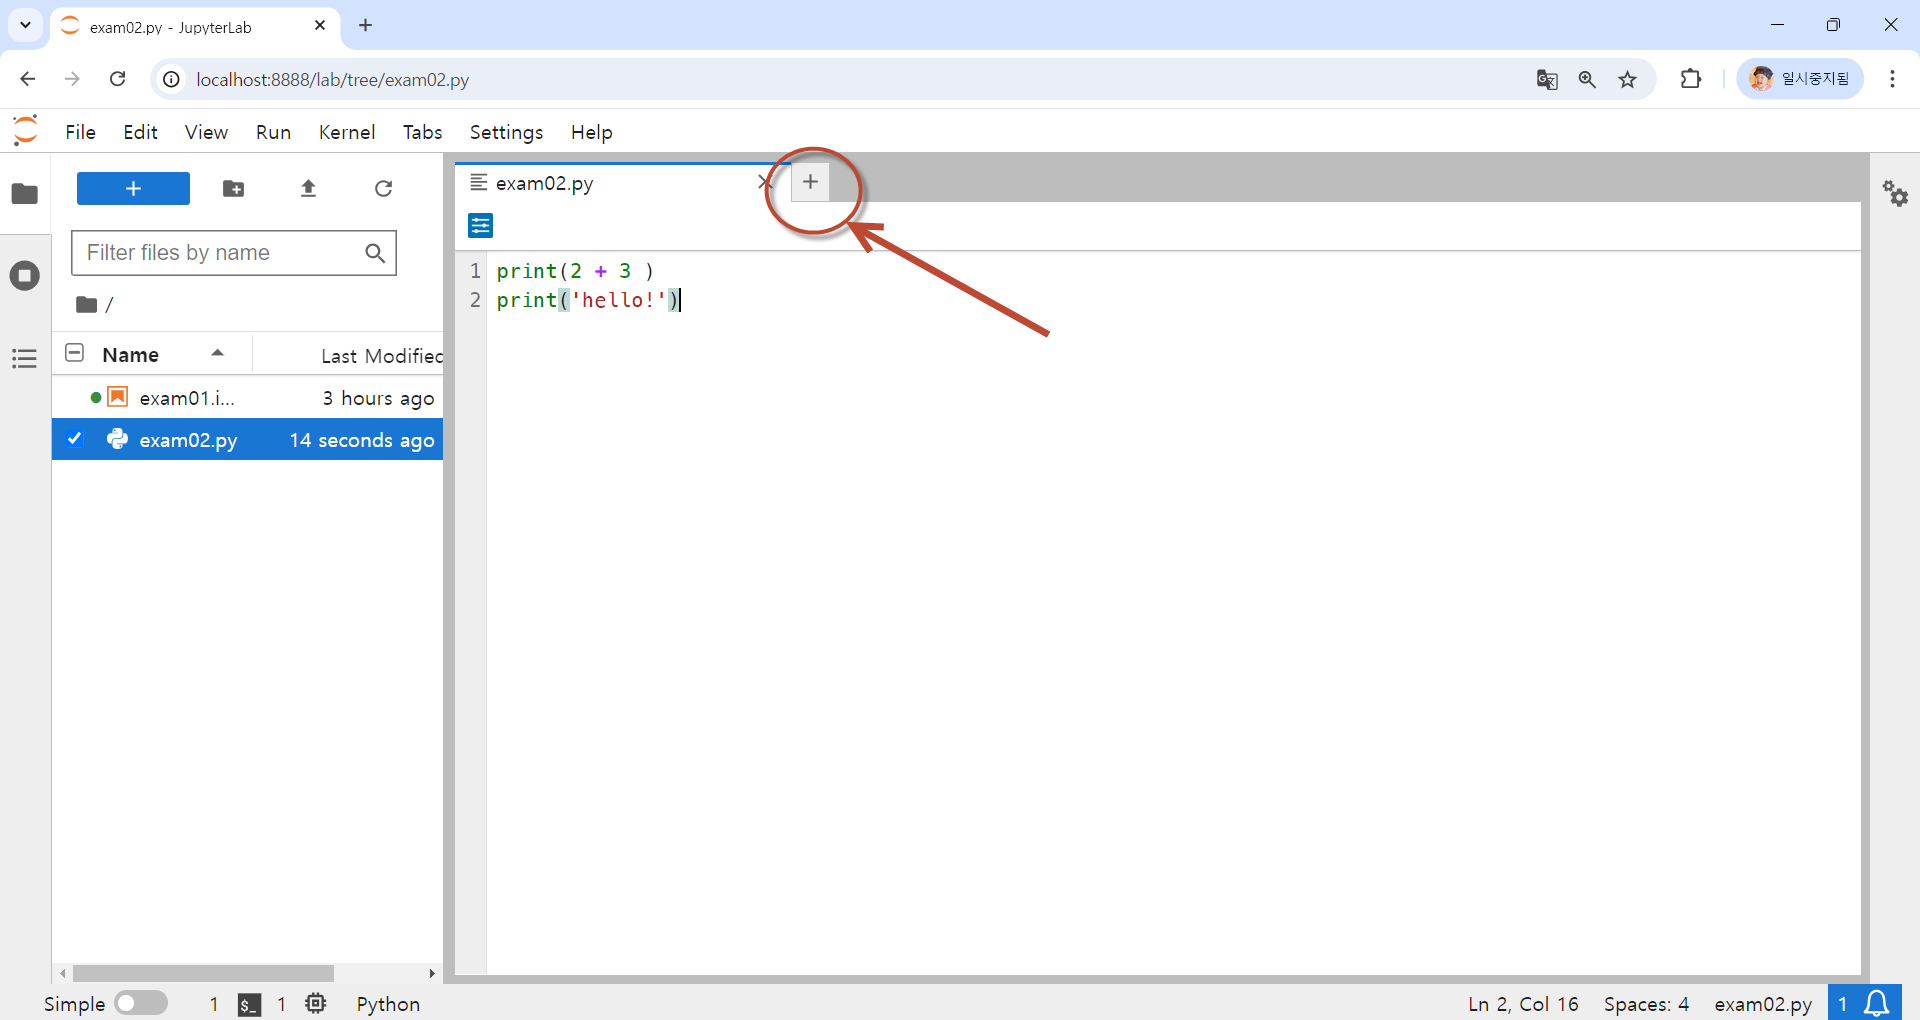 exam02.py - JupyterLab
localhost:8888/lab/tree/exam02.py
일시중지됨
File Edit View Run Kernel Tabs Settings Help
exam02.py
Filter files by name
/
Name Last Modified
exam01.i... 3 hours ago
exam02.py 14 seconds ago
1 print(2 + 3 )
2 print('hello!')
Simple 1 $_ 1 Python Ln 2, Col 16 Spaces: 4 exam02.py 1